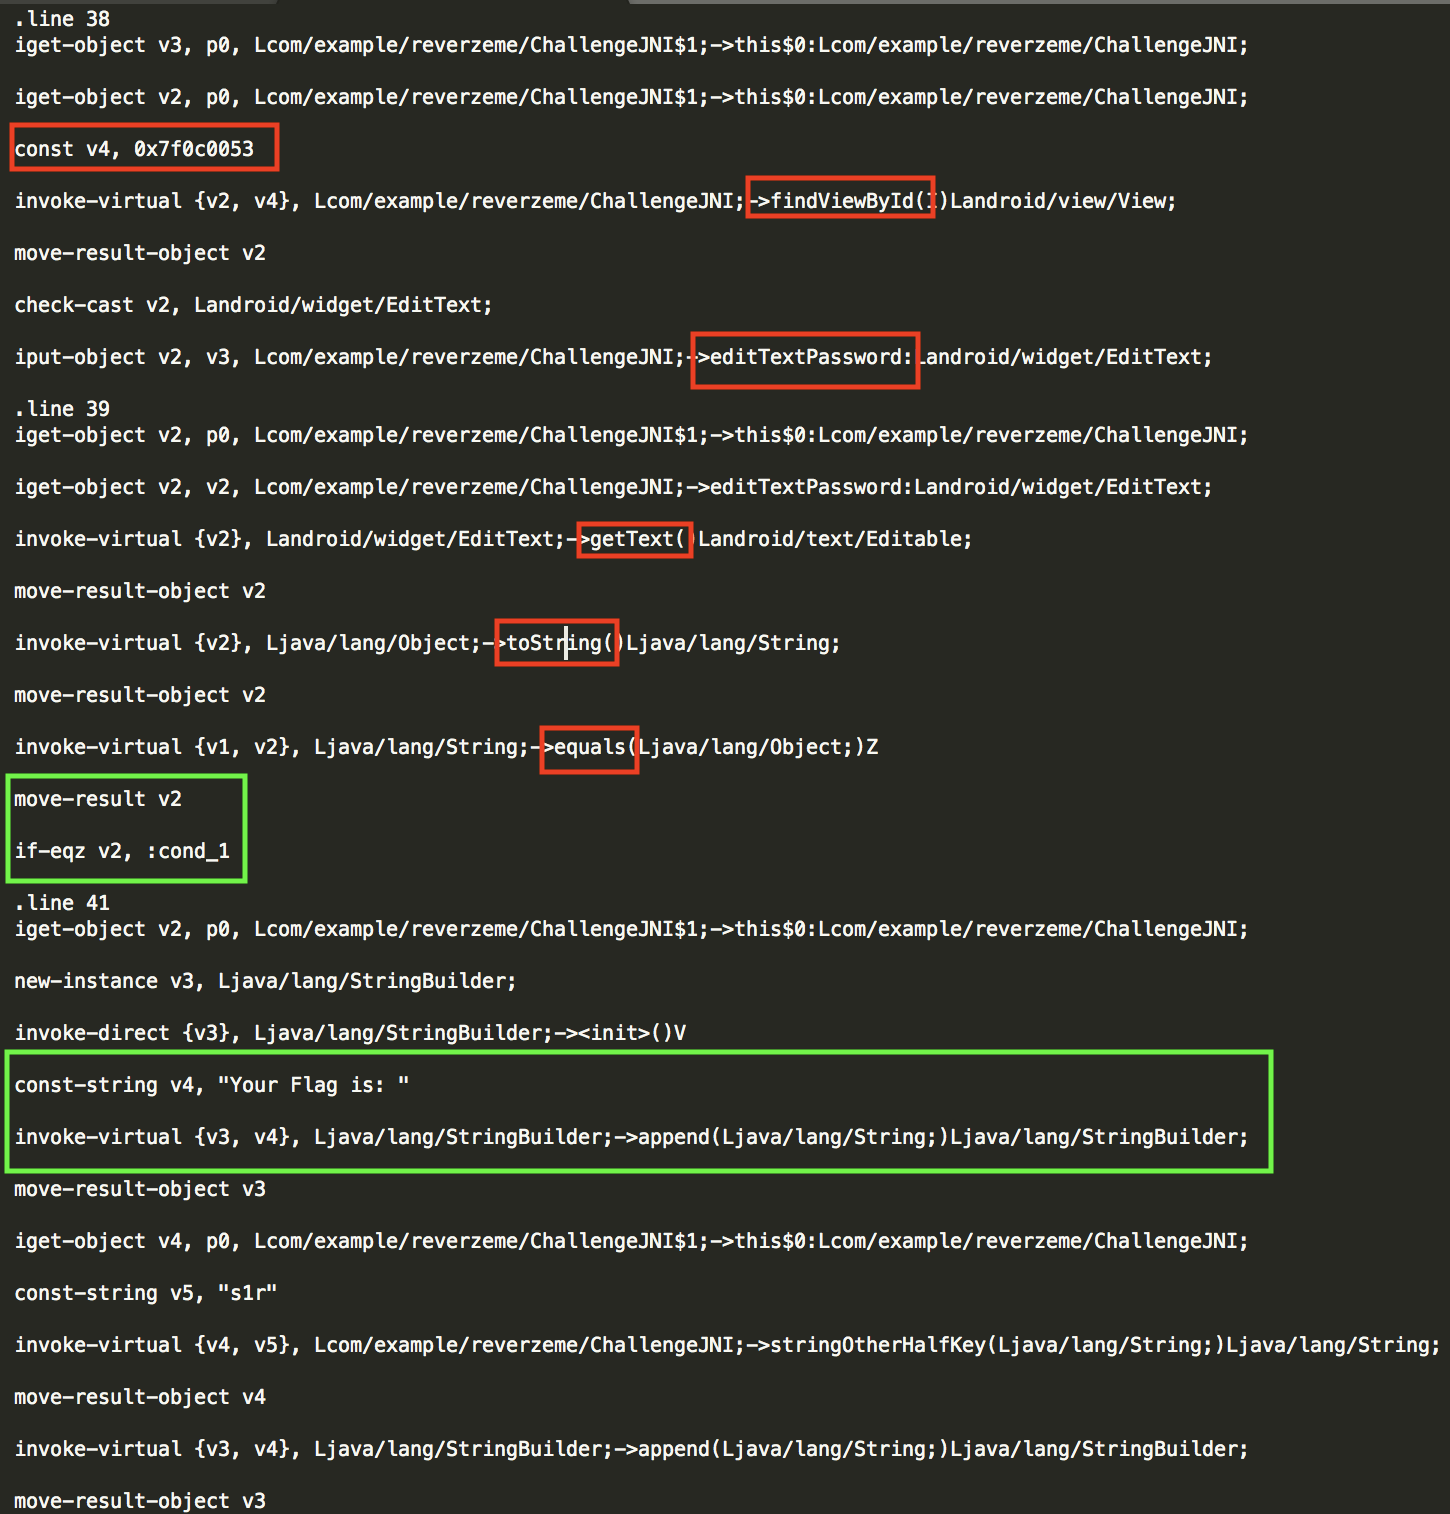 .line 38
iget-object v3, p0, Lcom/example/reverzeme/ChallengeJNI$1;->this$0:Lcom/example/reverzeme/ChallengeJNI;
iget-object v2, p0, Lcom/example/reverzeme/ChallengeJNI$1;->this$0:Lcom/example/reverzeme/ChallengeJNI;
const v4, 0x7f0c0053
invoke-virtual {v2, v4}, Lcom/example/reverzeme/ChallengeJNI;->findViewById(I)Landroid/view/View;
move-result-object v2
check-cast v2, Landroid/widget/EditText;
iput-object v2, v3, Lcom/example/reverzeme/ChallengeJNI;->editTextPassword:Landroid/widget/EditText;
.line 39
iget-object v2, p0, Lcom/example/reverzeme/ChallengeJNI$1;->this$0:Lcom/example/reverzeme/ChallengeJNI;
iget-object v2, v2, Lcom/example/reverzeme/ChallengeJNI;->editTextPassword:Landroid/widget/EditText;
invoke-virtual {v2}, Landroid/widget/EditText;->getText()Landroid/text/Editable;
move-result-object v2
invoke-virtual {v2}, Ljava/lang/Object;->toString()Ljava/lang/String;
move-result-object v2
invoke-virtual {v1, v2}, Ljava/lang/String;->equals(Ljava/lang/Object;)Z
move-result v2
if-eqz v2, :cond_1
.line 41
iget-object v2, p0, Lcom/example/reverzeme/ChallengeJNI$1;->this$0:Lcom/example/reverzeme/ChallengeJNI;
new-instance v3, Ljava/lang/StringBuilder;
invoke-direct {v3}, Ljava/lang/StringBuilder;-><init>()V
const-string v4, "Your Flag is: "
invoke-virtual {v3, v4}, Ljava/lang/StringBuilder;->append(Ljava/lang/String;)Ljava/lang/StringBuilder;
move-result-object v3
iget-object v4, p0, Lcom/example/reverzeme/ChallengeJNI$1;->this$0:Lcom/example/reverzeme/ChallengeJNI;
const-string v5, "s1r"
invoke-virtual {v4, v5}, Lcom/example/reverzeme/ChallengeJNI;->stringOtherHalfKey(Ljava/lang/String;)Ljava/lang/String;
move-result-object v4
invoke-virtual {v3, v4}, Ljava/lang/StringBuilder;->append(Ljava/lang/String;)Ljava/lang/StringBuilder;
move-result-object v3